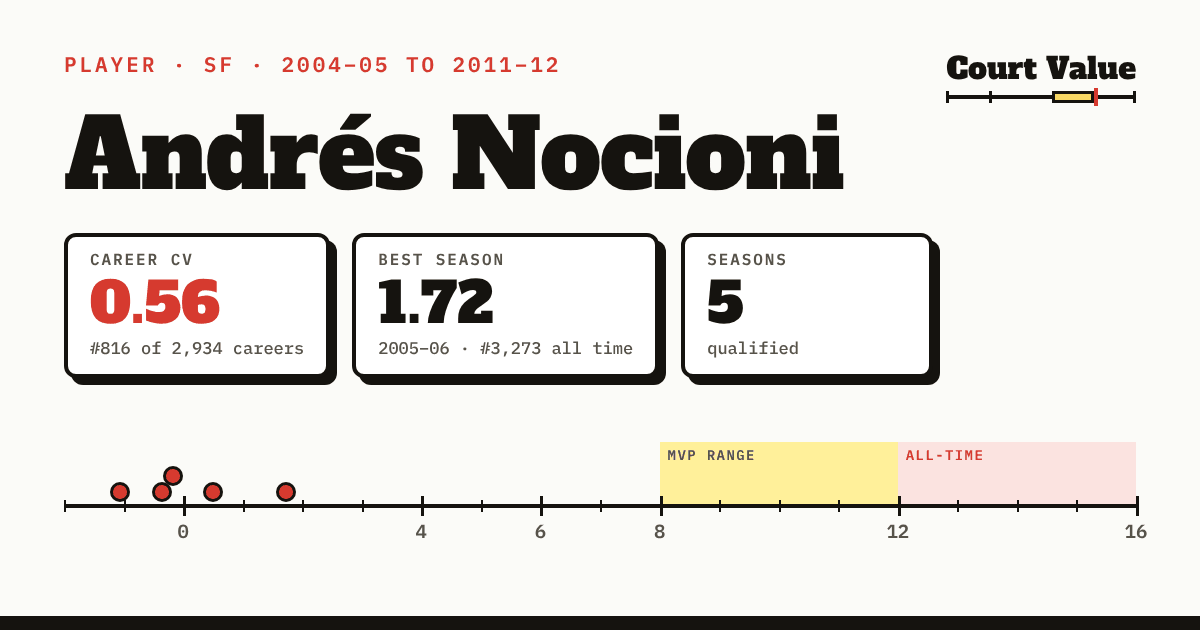 PLAYER · SF · 2004–05 TO 2011–12
Court Value
Andrés Nocioni
CAREER CV
0.56
#816 of 2,934 careers
BEST SEASON
1.72
2005–06 · #3,273 all time
SEASONS
5
qualified
MVP RANGE
ALL-TIME
0 4 6 8 12 16